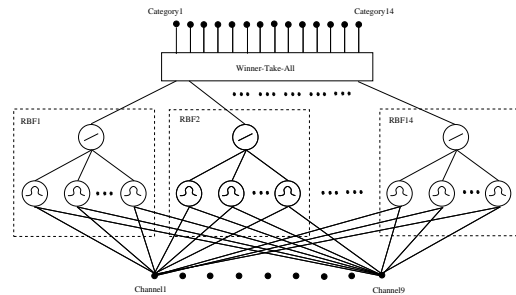 Category1 Category14
Winner-Take-All
RBF1 RBF2 RBF14
Channel1 Channel9